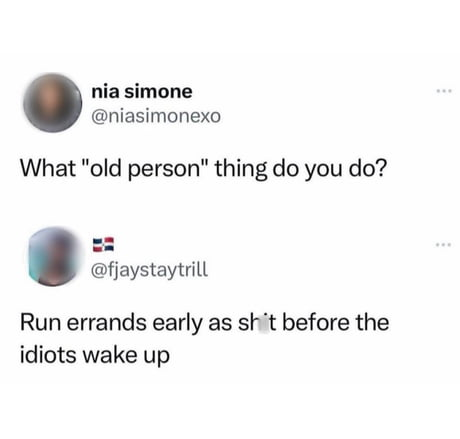 nia simone
@niasimonexo
What "old person" thing do you do?
@fjaystaytrill
Run errands early as shit before the
idiots wake up